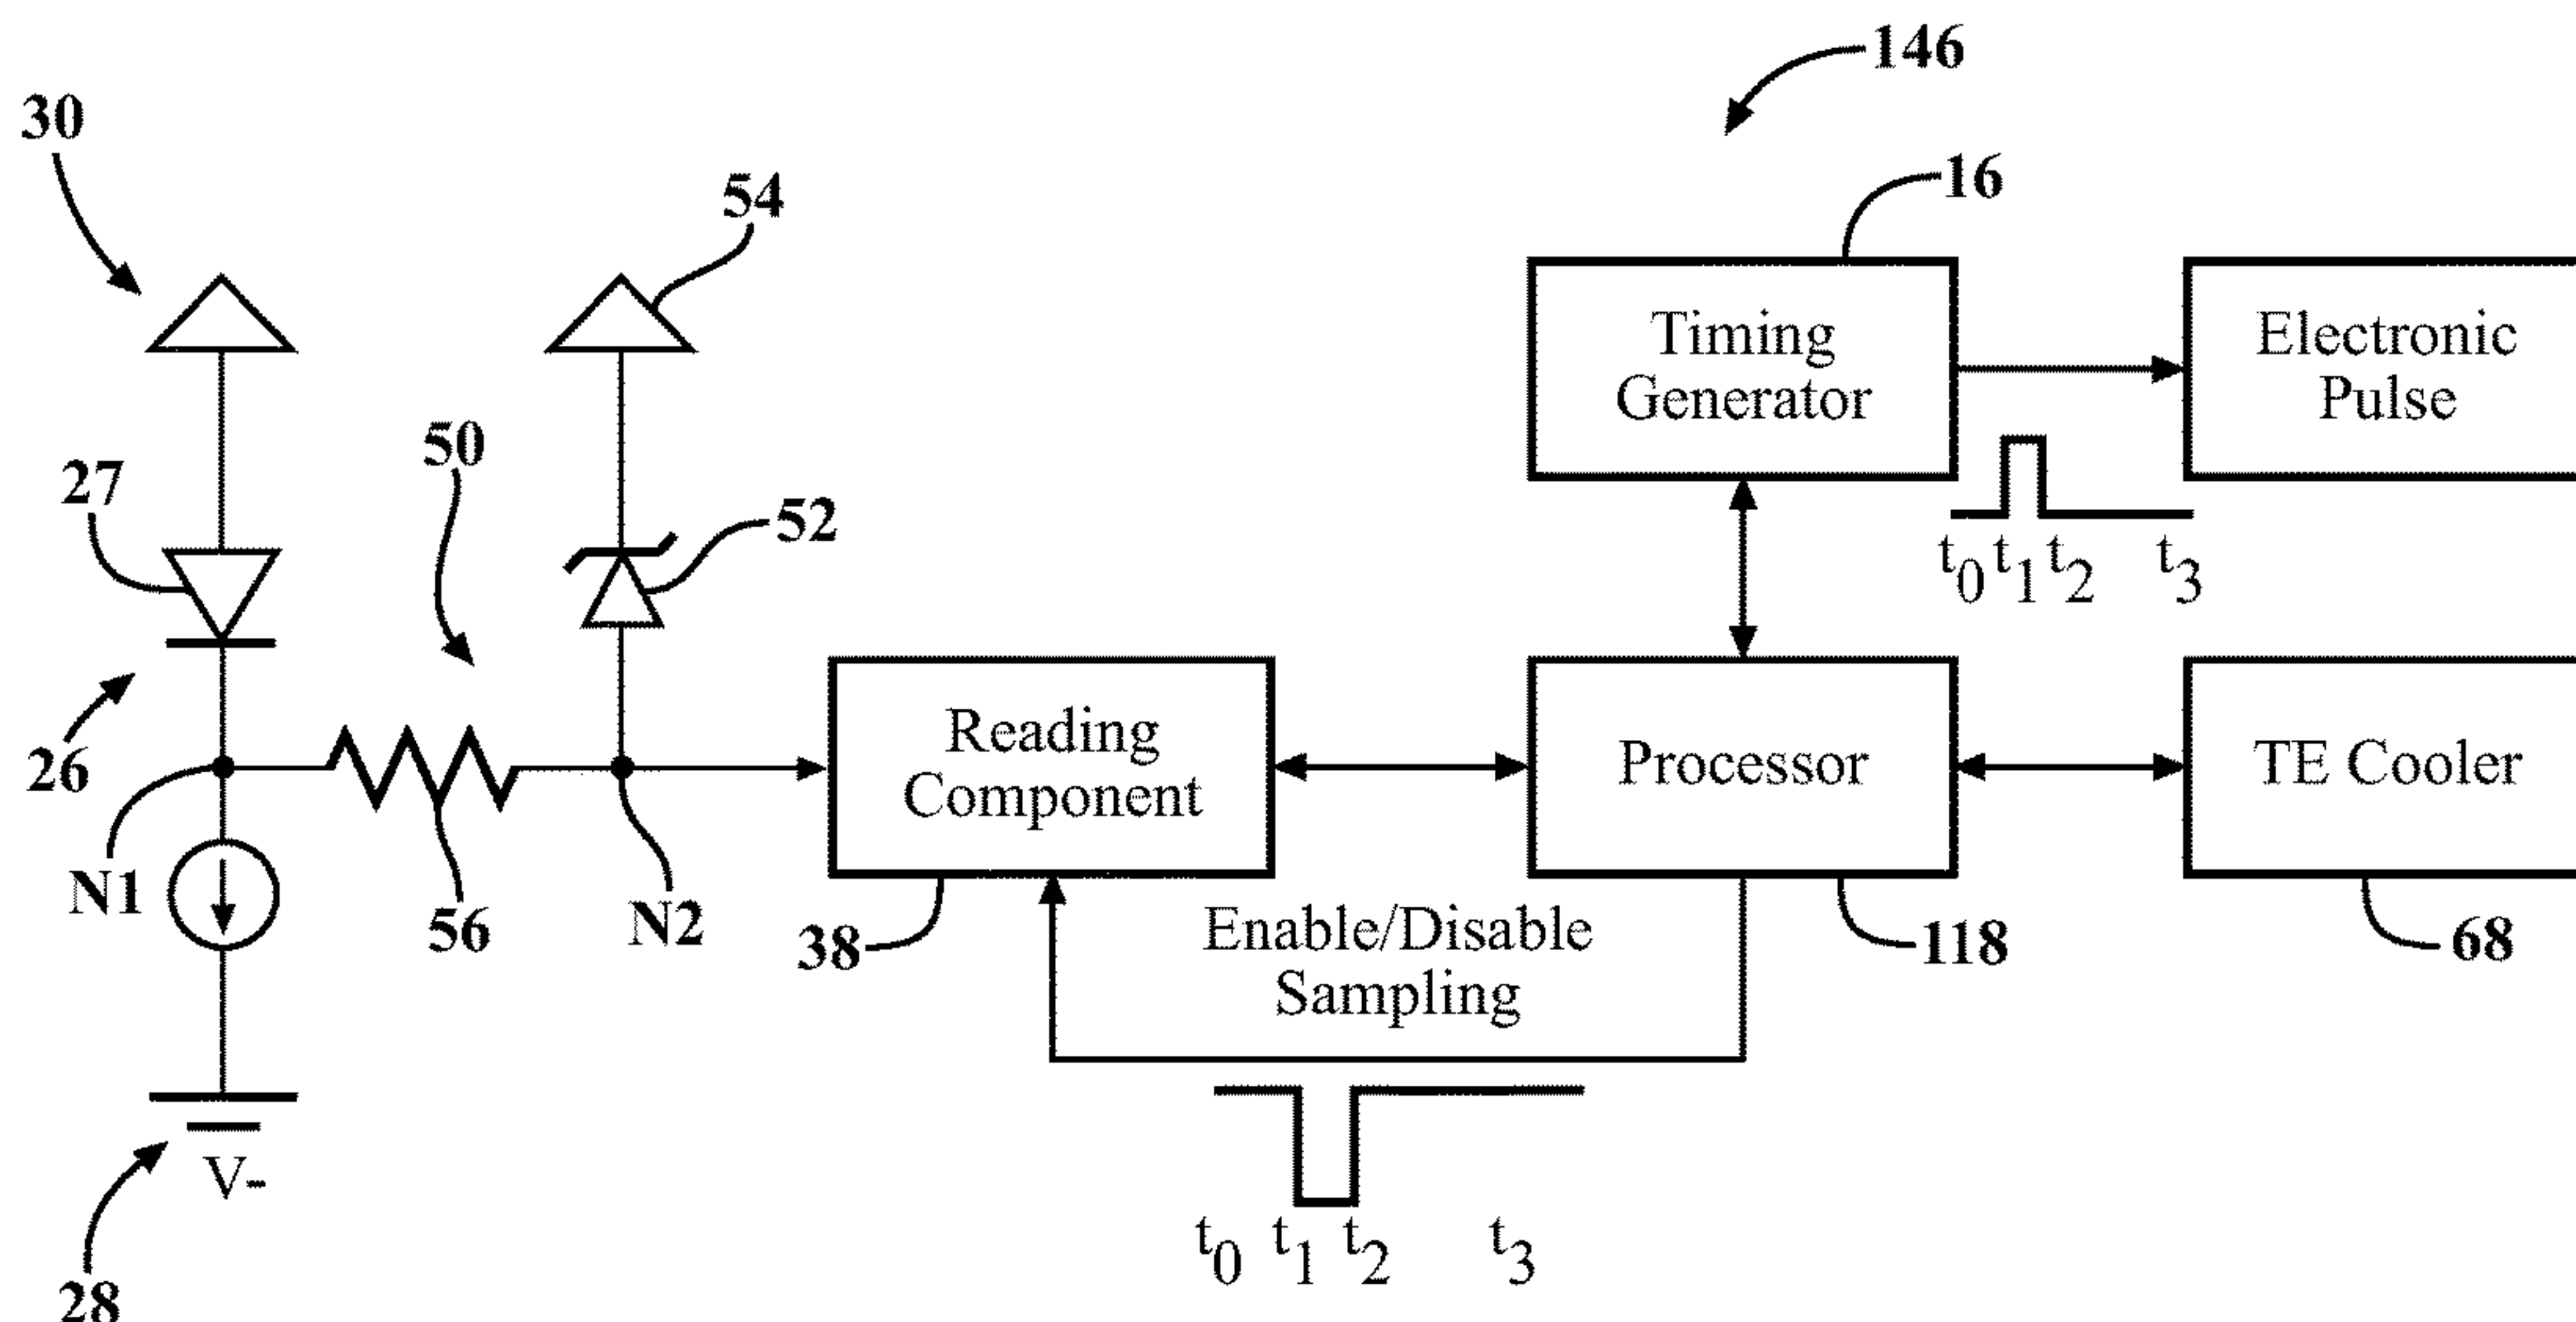 146
30
16
54
Timing
Generator
Electronic
Pulse
50
27
52
t0 t1 t2 t3
Reading
Component
Processor
TE Cooler
26
N1
56
N2
38
Enable/Disable
Sampling
118
68
V-
t0 t1 t2 t3
28